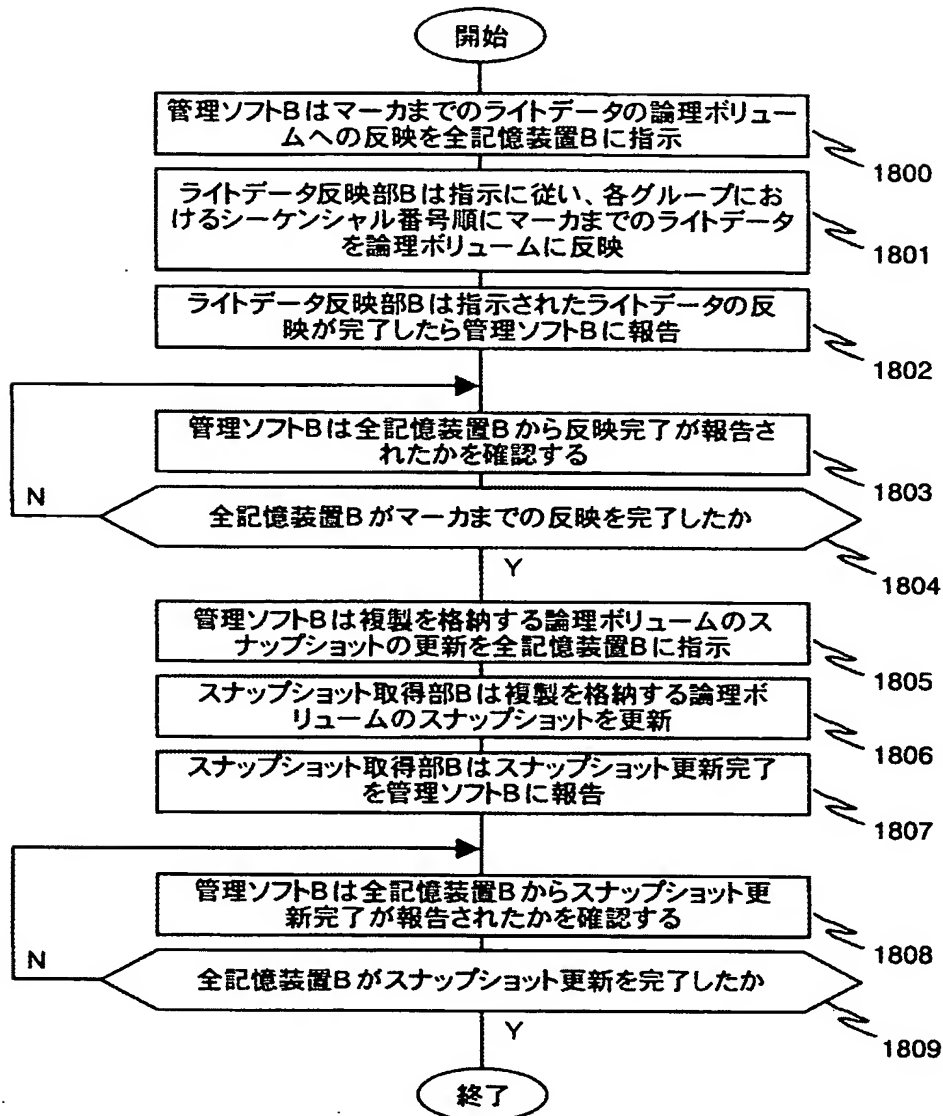 開始
管理ソフトBはマーカまでのライトデータの論理ボリュー
ムへの反映を全記憶装置Bに指示
1800
ライトデータ反映部Bは指示に従い、各グループにお
けるシーケンシャル番号順にマーカまでのライトデータ
を論理ボリュームに反映
1801
ライトデータ反映部Bは指示されたライトデータの反
映が完了したら管理ソフトBに報告
1802
管理ソフトBは全記憶装置Bから反映完了が報告さ
れたかを確認する
1803
N
全記憶装置Bがマーカまでの反映を完了したか
Y
1804
管理ソフトBは複製を格納する論理ボリュームのス
ナップショットの更新を全記憶装置Bに指示
1805
スナップショット取得部Bは複製を格納する論理ボ
リュームのスナップショットを更新
1806
スナップショット取得部Bはスナップショット更新完了
を管理ソフトBに報告
1807
管理ソフトBは全記憶装置Bからスナップショット更
新完了が報告されたかを確認する
1808
N
全記憶装置Bがスナップショット更新を完了したか
Y
1809
終了